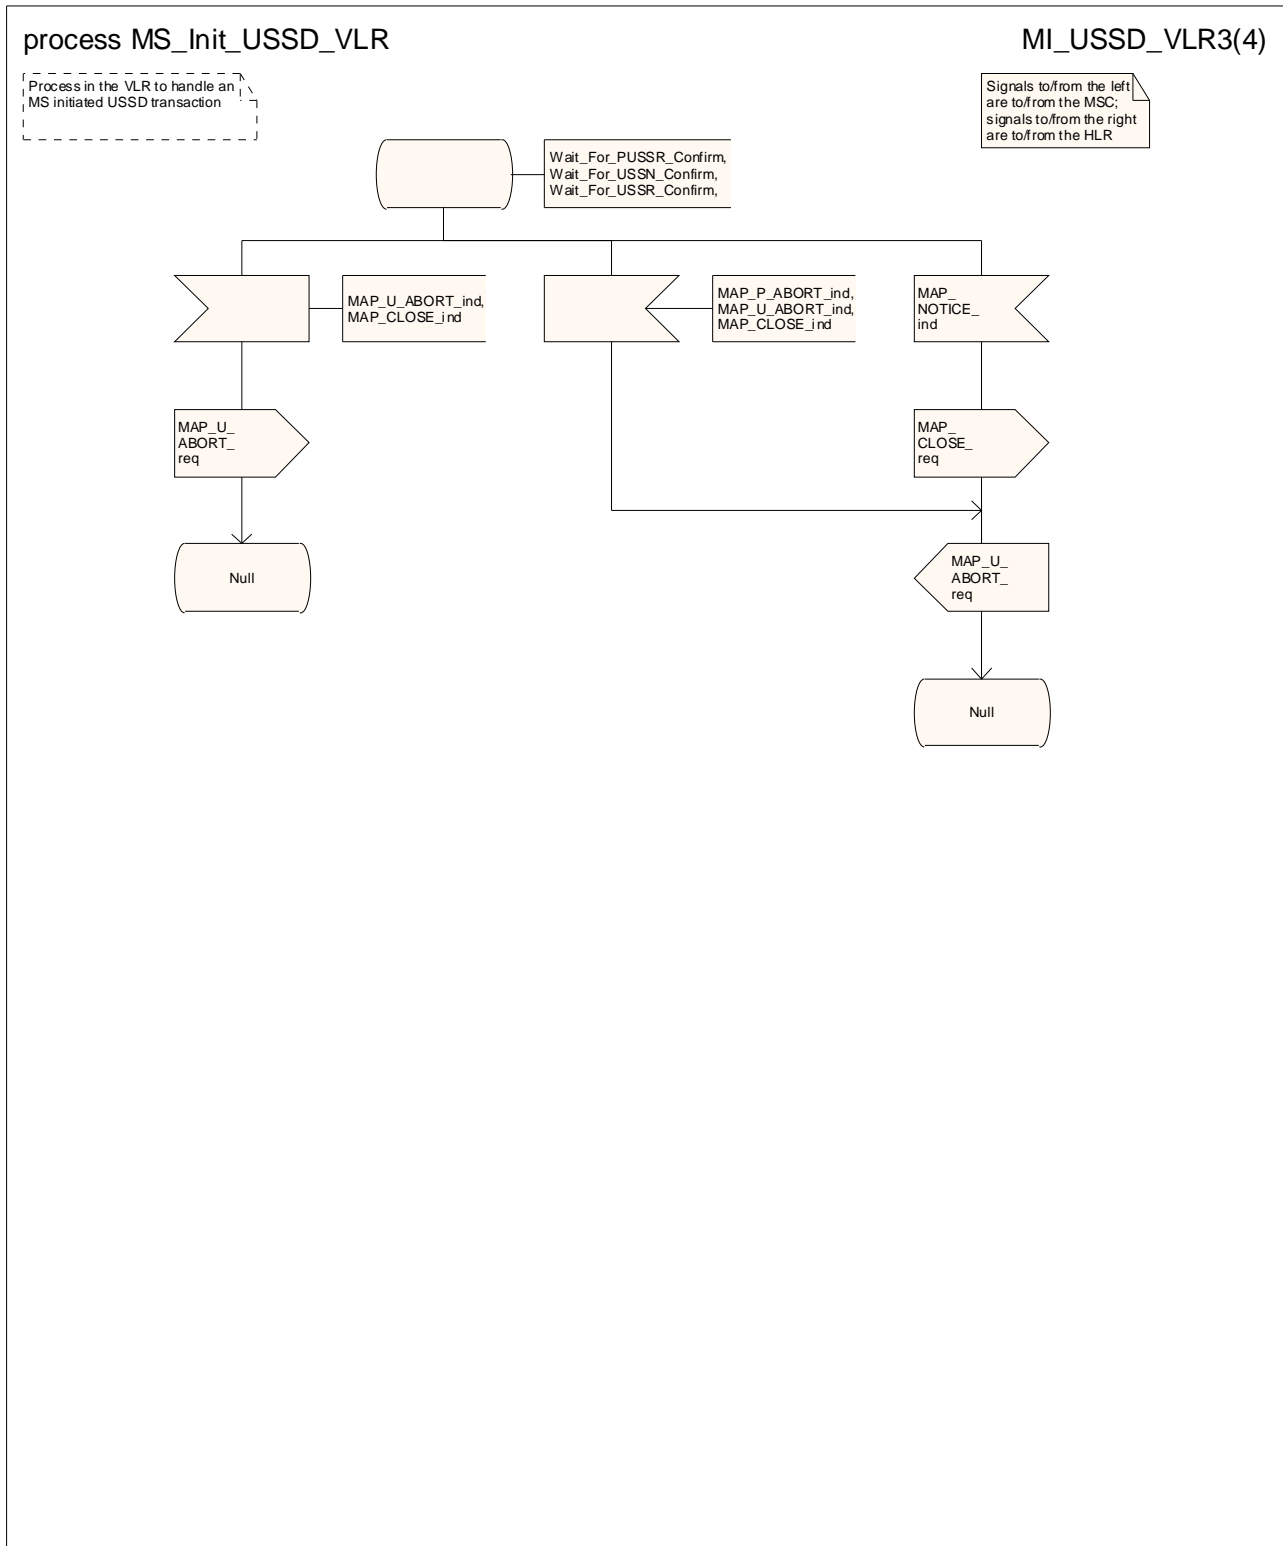 process MS_Init_USSD_VLR
MI_USSD_VLR3(4)
Process in the VLR to handle an
MS initiated USSD transaction
Signals to/from the left
are to/from the MSC;
signals to/from the right
are to/from the HLR
Wait_For_PUSSR_Confirm,
Wait_For_USSN_Confirm,
Wait_For_USSR_Confirm,
MAP_U_ABORT_ind,
MAP_CLOSE_ind
MAP_P_ABORT_ind,
MAP_U_ABORT_ind,
MAP_CLOSE_ind
MAP_
NOTICE_
ind
MAP_U_
ABORT_
req
MAP_
CLOSE_
req
Null
MAP_U_
ABORT_
req
Null